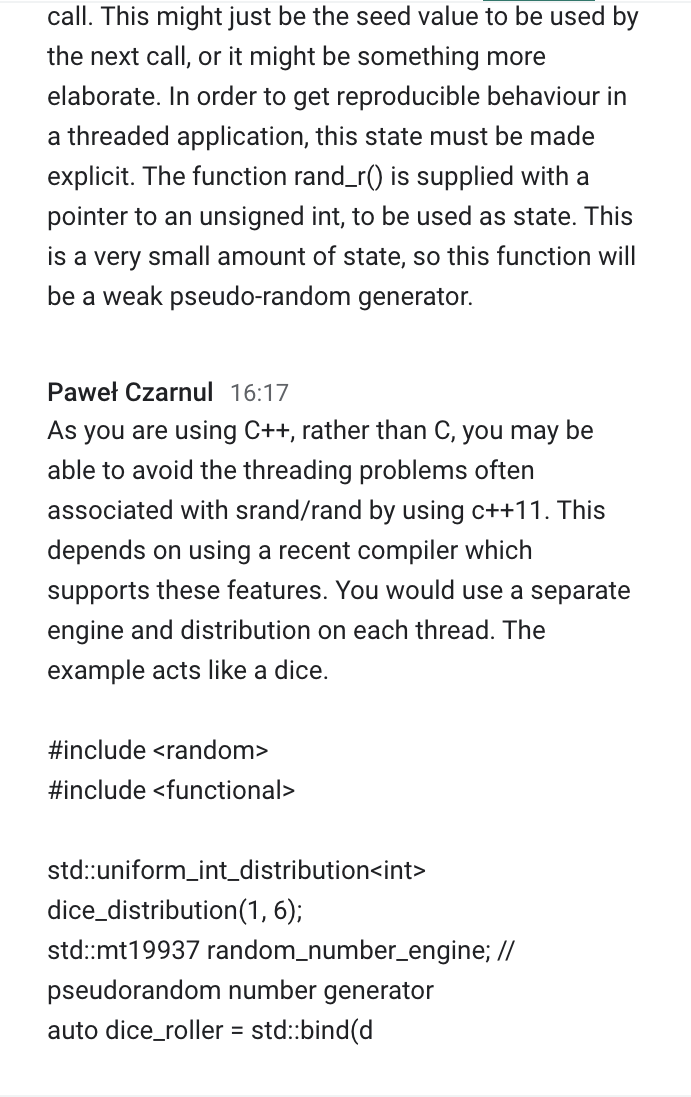 call. This might just be the seed value to be used by
the next call, or it might be something more
elaborate. In order to get reproducible behaviour in
a threaded application, this state must be made
explicit. The function rand_r() is supplied with a
pointer to an unsigned int, to be used as state. This
is a very small amount of state, so this function will
be a weak pseudo-random generator.
Paweł Czarnul 16:17
As you are using C++, rather than C, you may be
able to avoid the threading problems often
associated with srand/rand by using c++11. This
depends on using a recent compiler which
supports these features. You would use a separate
engine and distribution on each thread. The
example acts like a dice.
#include <random>
#include <functional>
std::uniform_int_distribution<int>
dice_distribution(1, 6);
std::mt19937 random_number_engine; //
pseudorandom number generator
auto dice_roller = std::bind(d